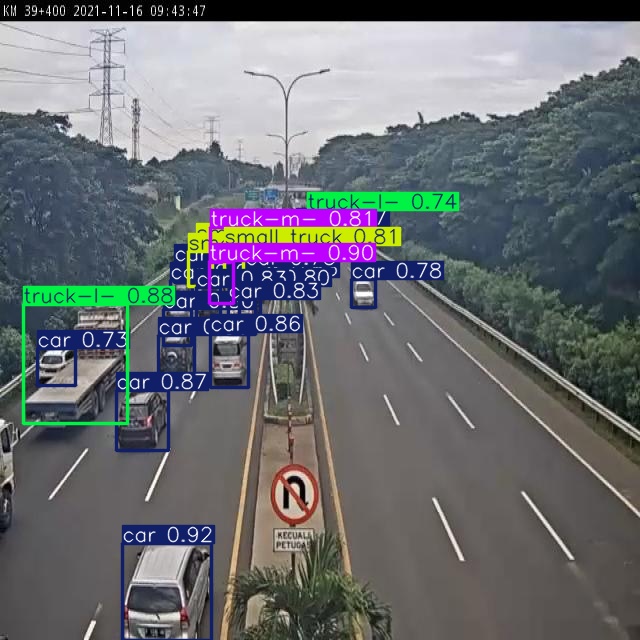 KM 39+400 2021-11-16 09:43:47
truck-l- 0.74
truck-m- 0.81
small truck 0.81
truck-m- 0.90
car 0.78
car 0.83
truck-l- 0.88
car 0.86
car 0.73
car 0.87
car 0.92
KECUALI
PETUGAS